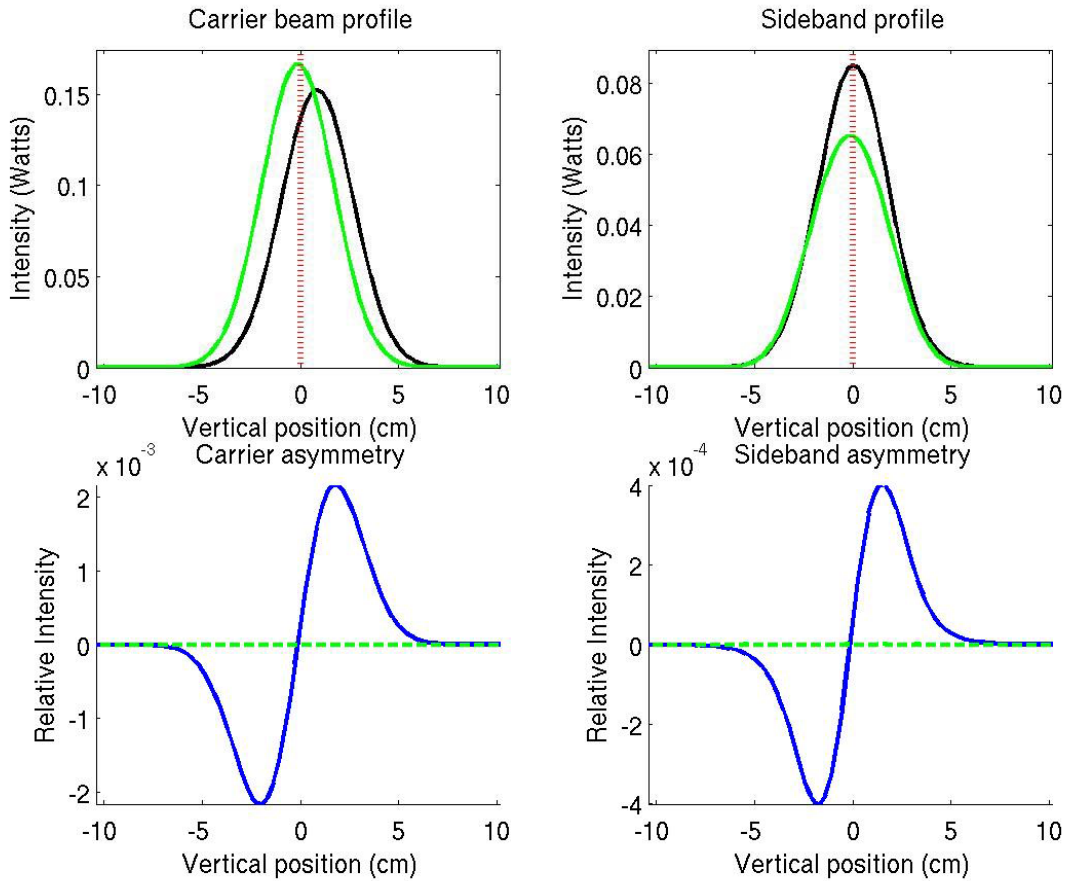 Carrier beam profile
Intensity (Watts)
0.15
0.1
0.05
0
-10 -5 0 5 10
Vertical position (cm)
Sideband profile
Intensity (Watts)
0.08
0.06
0.04
0.02
0
-10 -5 0 5 10
Vertical position (cm)
x 10^-3
Carrier asymmetry
Relative Intensity
2
1
0
-1
-2
-10 -5 0 5 10
Vertical position (cm)
x 10^-4
Sideband asymmetry
Relative Intensity
4
2
0
-2
-4
-10 -5 0 5 10
Vertical position (cm)